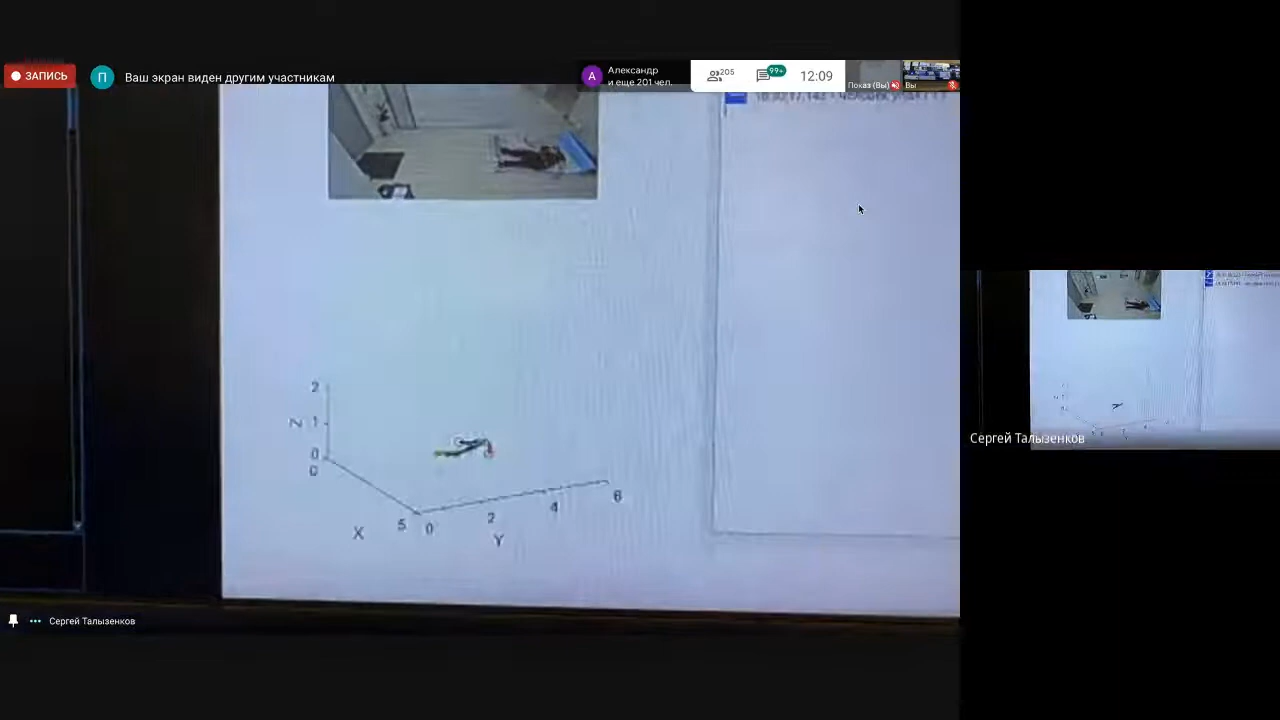 ЗАПИСЬ
П
Ваш экран виден другим участникам
А
Александр
и еще 201 чел.
205
99+
12:09
Показ (Вы)
Вы
2
Z
1
0
0
X
5
0
2
4
6
Y
Сергей Талызенков
Сергей Талызенков